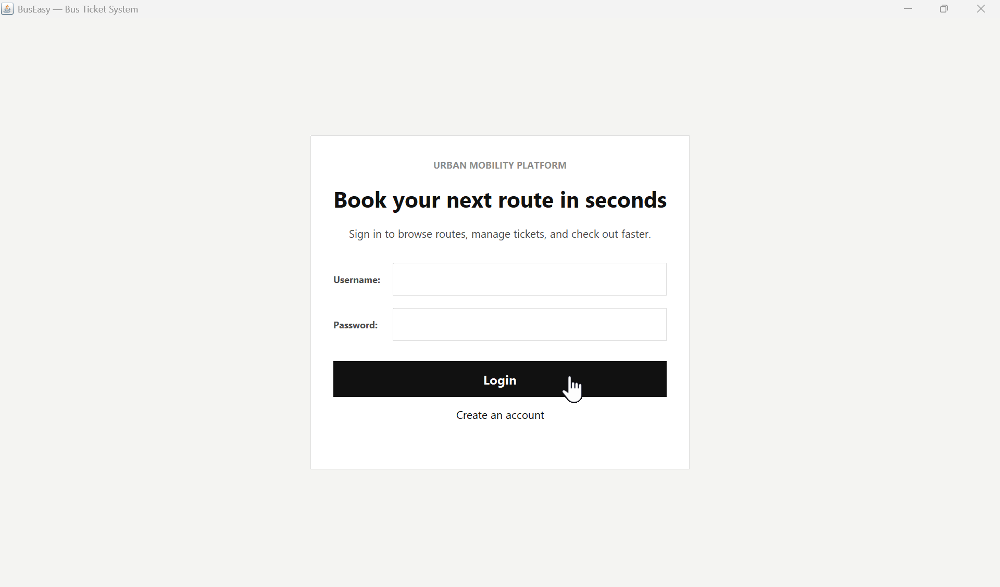 BusEasy — Bus Ticket System
URBAN MOBILITY PLATFORM
Book your next route in seconds
Sign in to browse routes, manage tickets, and check out faster.
Username:
Password:
Login
Create an account